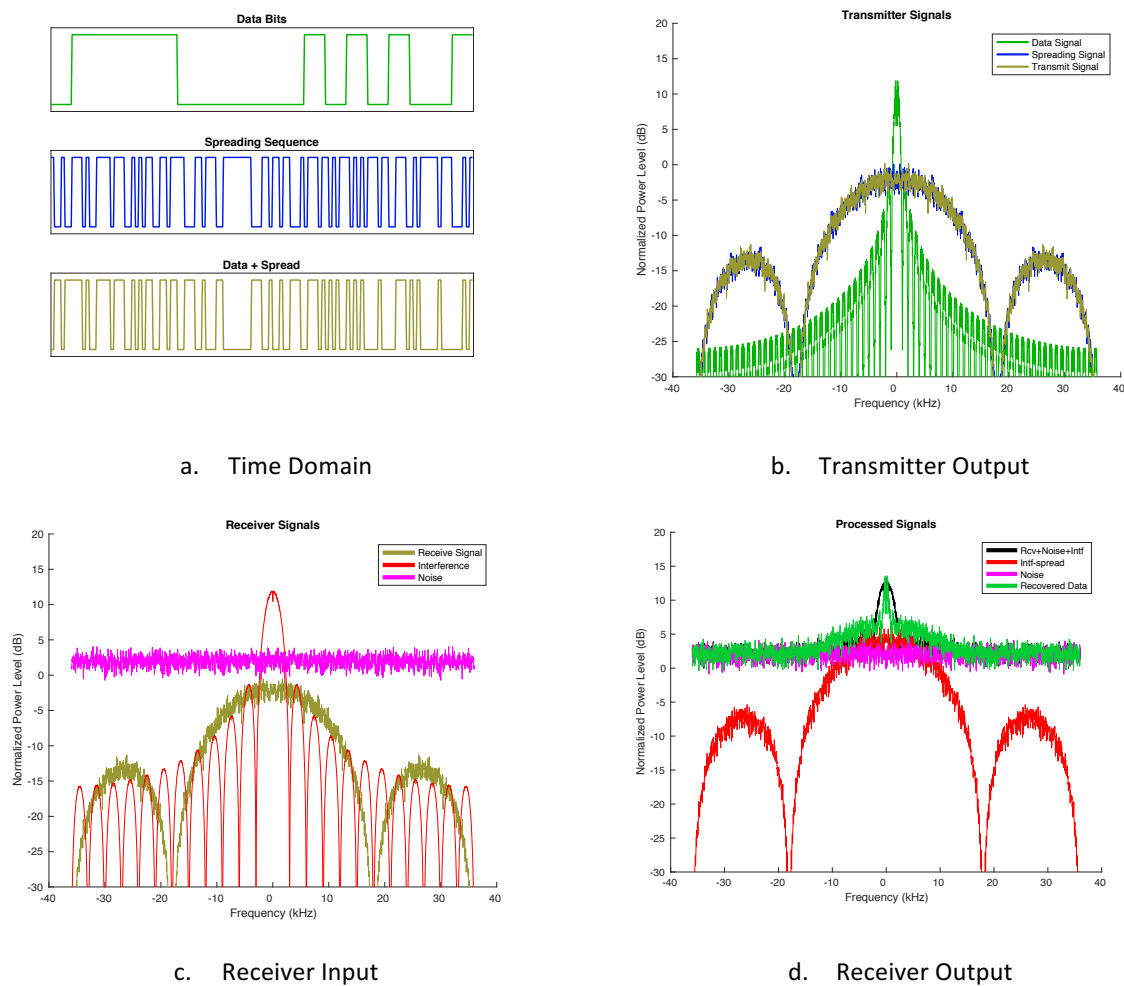 Data Bits
Spreading Sequence
Data + Spread
a. Time Domain
Transmitter Signals
Normalized Power Level (dB)
20
15
10
5
0
-5
-10
-15
-20
-25
-30
Data Signal
Spreading Signal
Transmit Signal
-40 -30 -20 -10 0 10 20 30 40
Frequency (kHz)
b. Transmitter Output
Receiver Signals
Normalized Power Level (dB)
20
15
10
5
0
-5
-10
-15
-20
-25
-30
Receive Signal
Interference
Noise
-40 -30 -20 -10 0 10 20 30 40
Frequency (kHz)
c. Receiver Input
Processed Signals
Normalized Power Level (dB)
20
15
10
5
0
-5
-10
-15
-20
-25
-30
Rcv+Noise+Intf
Intf-spread
Noise
Recovered Data
-40 -30 -20 -10 0 10 20 30 40
Frequency (kHz)
d. Receiver Output